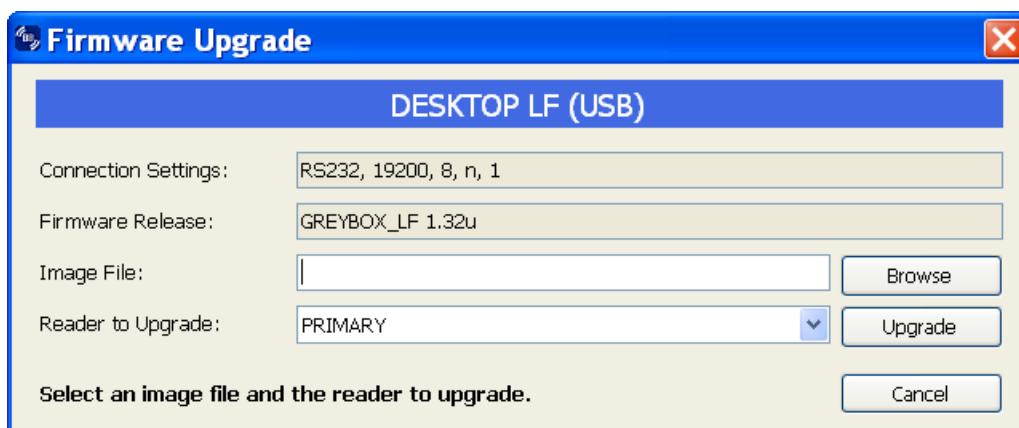 Firmware Upgrade
DESKTOP LF (USB)
Connection Settings: RS232, 19200, 8, n, 1
Firmware Release: GREYBOX_LF 1.32u
Image File: Browse
Reader to Upgrade: PRIMARY Upgrade
Select an image file and the reader to upgrade. Cancel